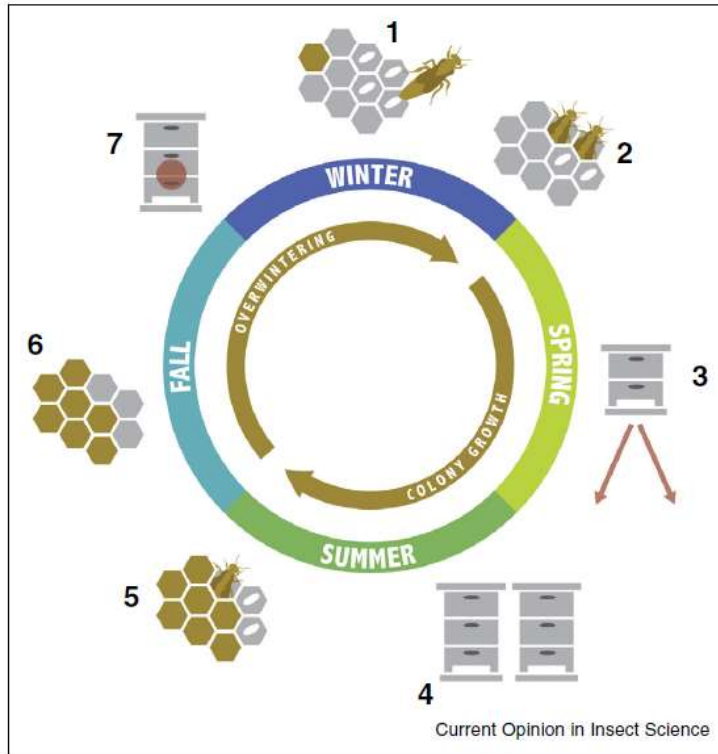 1
2
7
WINTER
OVERWINTERING
6
FALL
SPRING
3
COLONY GROWTH
SUMMER
5
4
Current Opinion in Insect Science